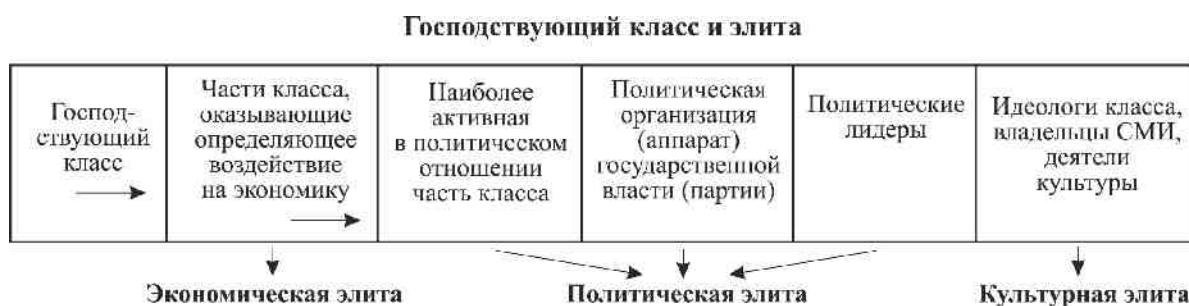 Господствующий класс и элита
Господ-
ствующий
класс
Части класса,
оказывающие
определяющее
воздействие
на экономику
Наиболее
активная
в политическом
отношении
часть класса
Политическая
организация
(аппарат)
государственной
власти (партии)
Политические
лидеры
Идеологи класса,
владельцы СМИ,
деятели
культуры
Экономическая элита
Политическая элита
Культурная элита